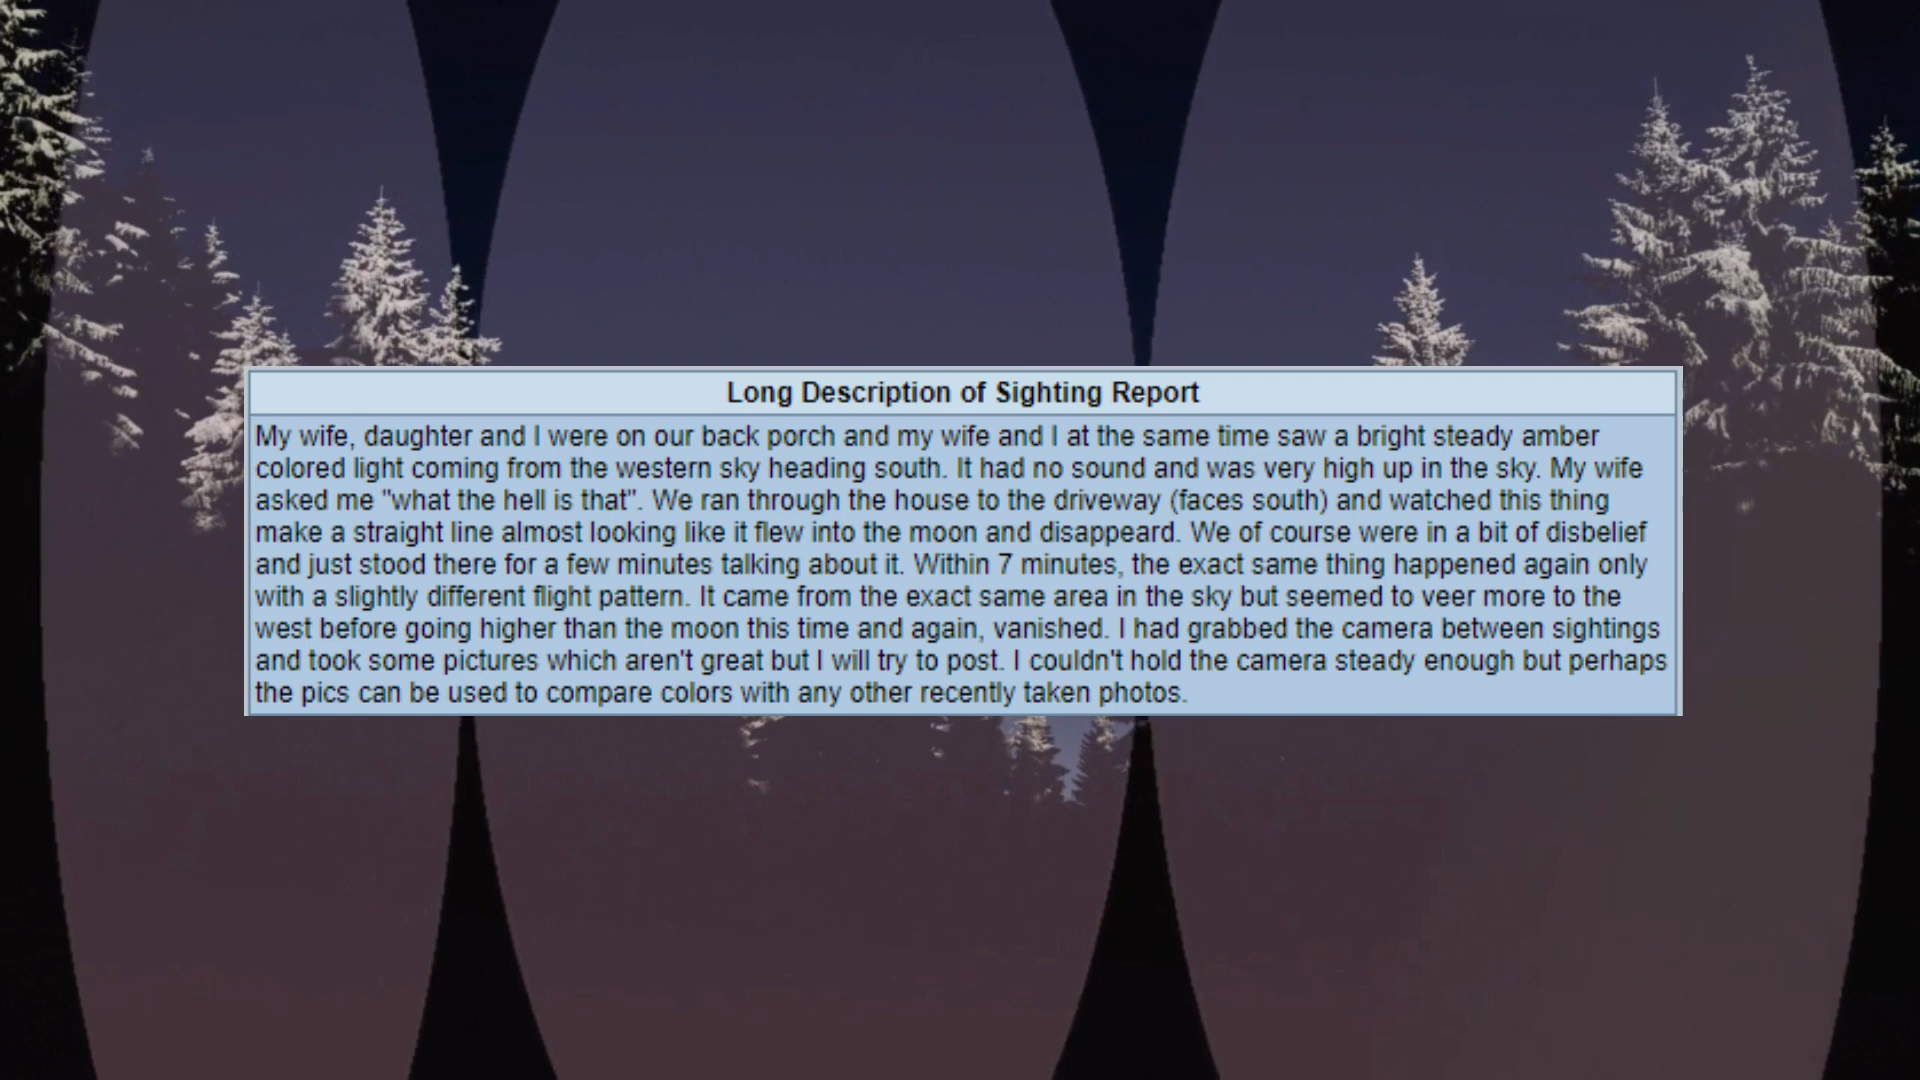 Long Description of Sighting Report
My wife, daughter and I were on our back porch and my wife and I at the same time saw a bright steady amber
colored light coming from the western sky heading south. It had no sound and was very high up in the sky. My wife
asked me "what the hell is that". We ran through the house to the driveway (faces south) and watched this thing
make a straight line almost looking like it flew into the moon and disappeard. We of course were in a bit of disbelief
and just stood there for a few minutes talking about it. Within 7 minutes, the exact same thing happened again only
with a slightly different flight pattern. It came from the exact same area in the sky but seemed to veer more to the
west before going higher than the moon this time and again, vanished. I had grabbed the camera between sightings
and took some pictures which aren't great but I will try to post. I couldn't hold the camera steady enough but perhaps
the pics can be used to compare colors with any other recently taken photos.